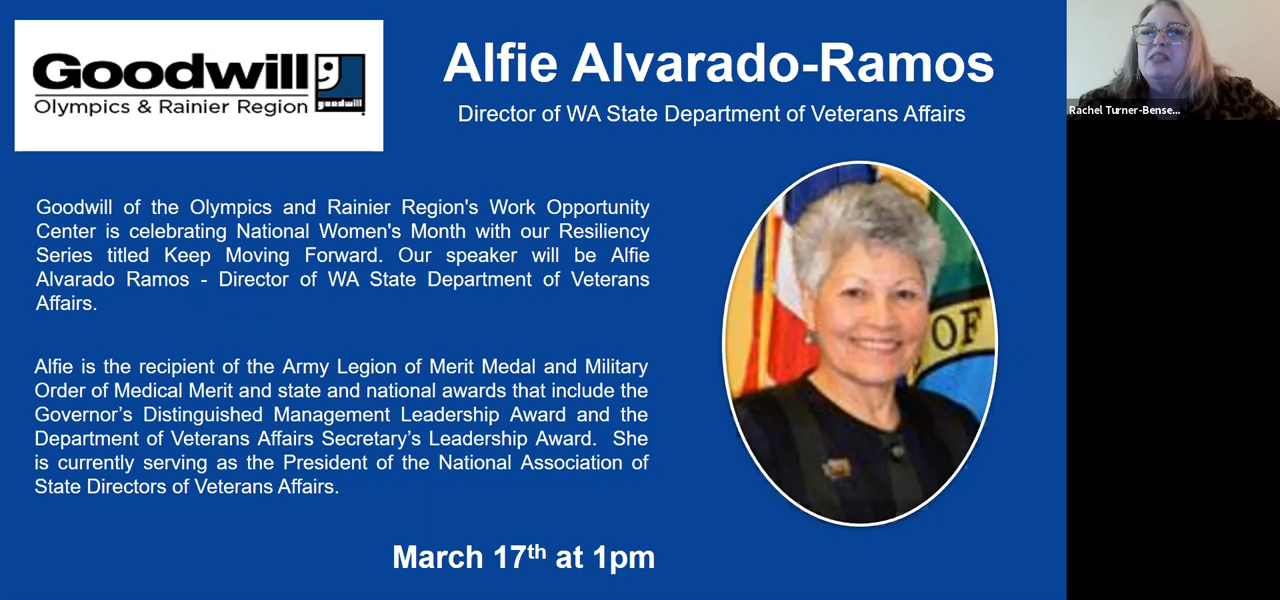 Goodwill
Olympics & Rainier Region
goodwill
Alfie Alvarado-Ramos
Director of WA State Department of Veterans Affairs
Rachel Turner-Bense...
Goodwill of the Olympics and Rainier Region's Work Opportunity
Center is celebrating National Women's Month with our Resiliency
Series titled Keep Moving Forward. Our speaker will be Alfie
Alvarado Ramos - Director of WA State Department of Veterans
Affairs.
Alfie is the recipient of the Army Legion of Merit Medal and Military
Order of Medical Merit and state and national awards that include the
Governor’s Distinguished Management Leadership Award and the
Department of Veterans Affairs Secretary’s Leadership Award.  She
is currently serving as the President of the National Association of
State Directors of Veterans Affairs.
OF
March 17th at 1pm